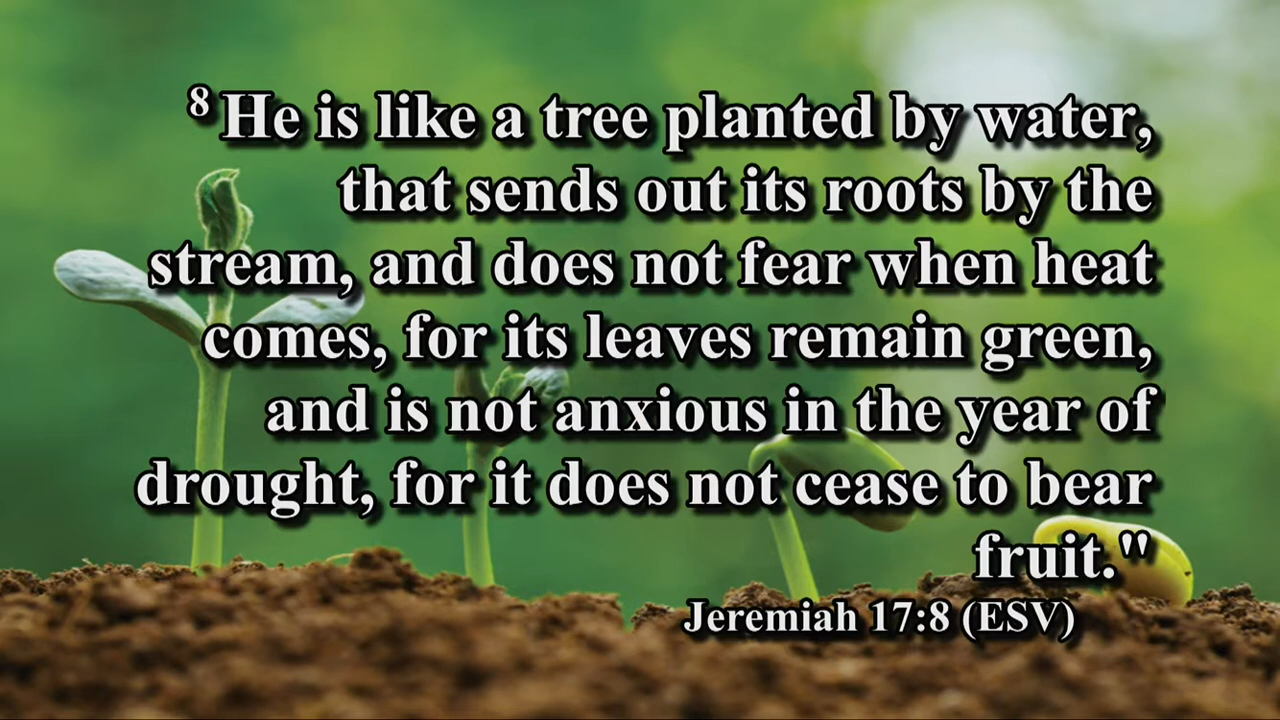 8 He is like a tree planted by water,
that sends out its roots by the
stream, and does not fear when heat
comes, for its leaves remain green,
and is not anxious in the year of
drought, for it does not cease to bear
fruit."
Jeremiah 17:8 (ESV)